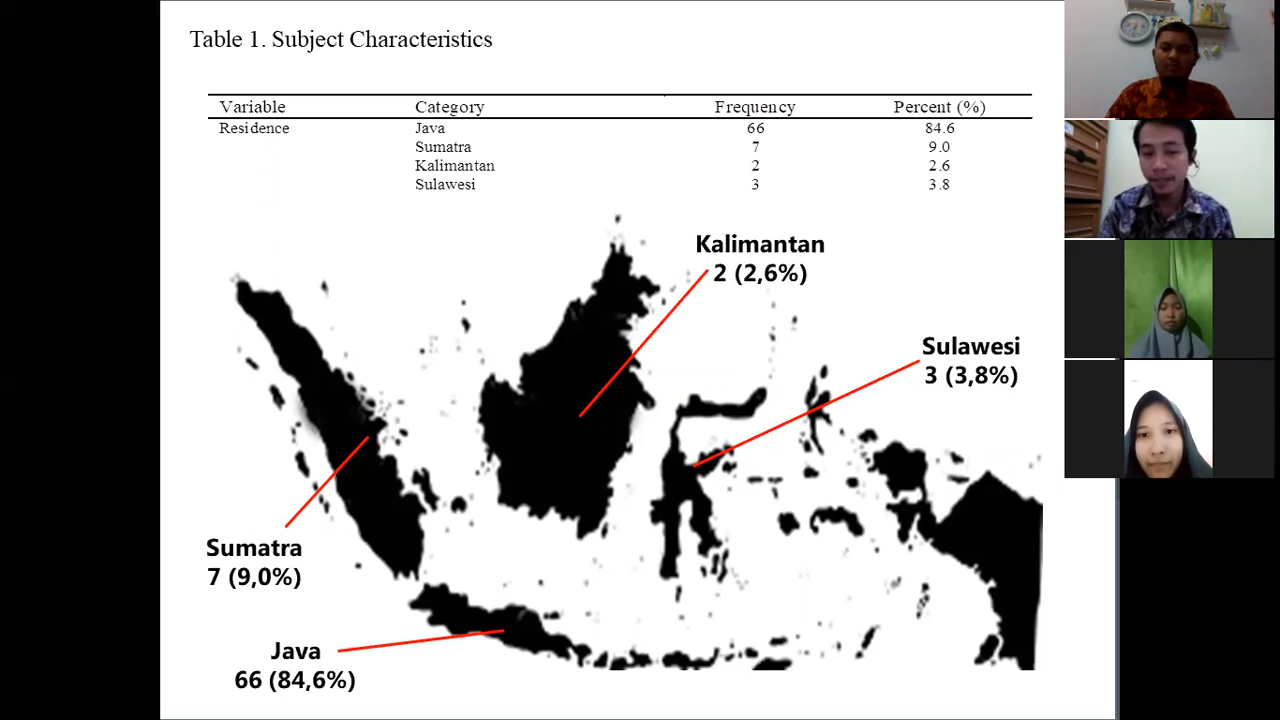 Table 1. Subject Characteristics
Variable Category Frequency Percent (%)
Residence Java 66 84.6
Sumatra 7 9.0
Kalimantan 2 2.6
Sulawesi 3 3.8
Kalimantan
2 (2,6%)
Sulawesi
3 (3,8%)
Sumatra
7 (9,0%)
Java
66 (84,6%)